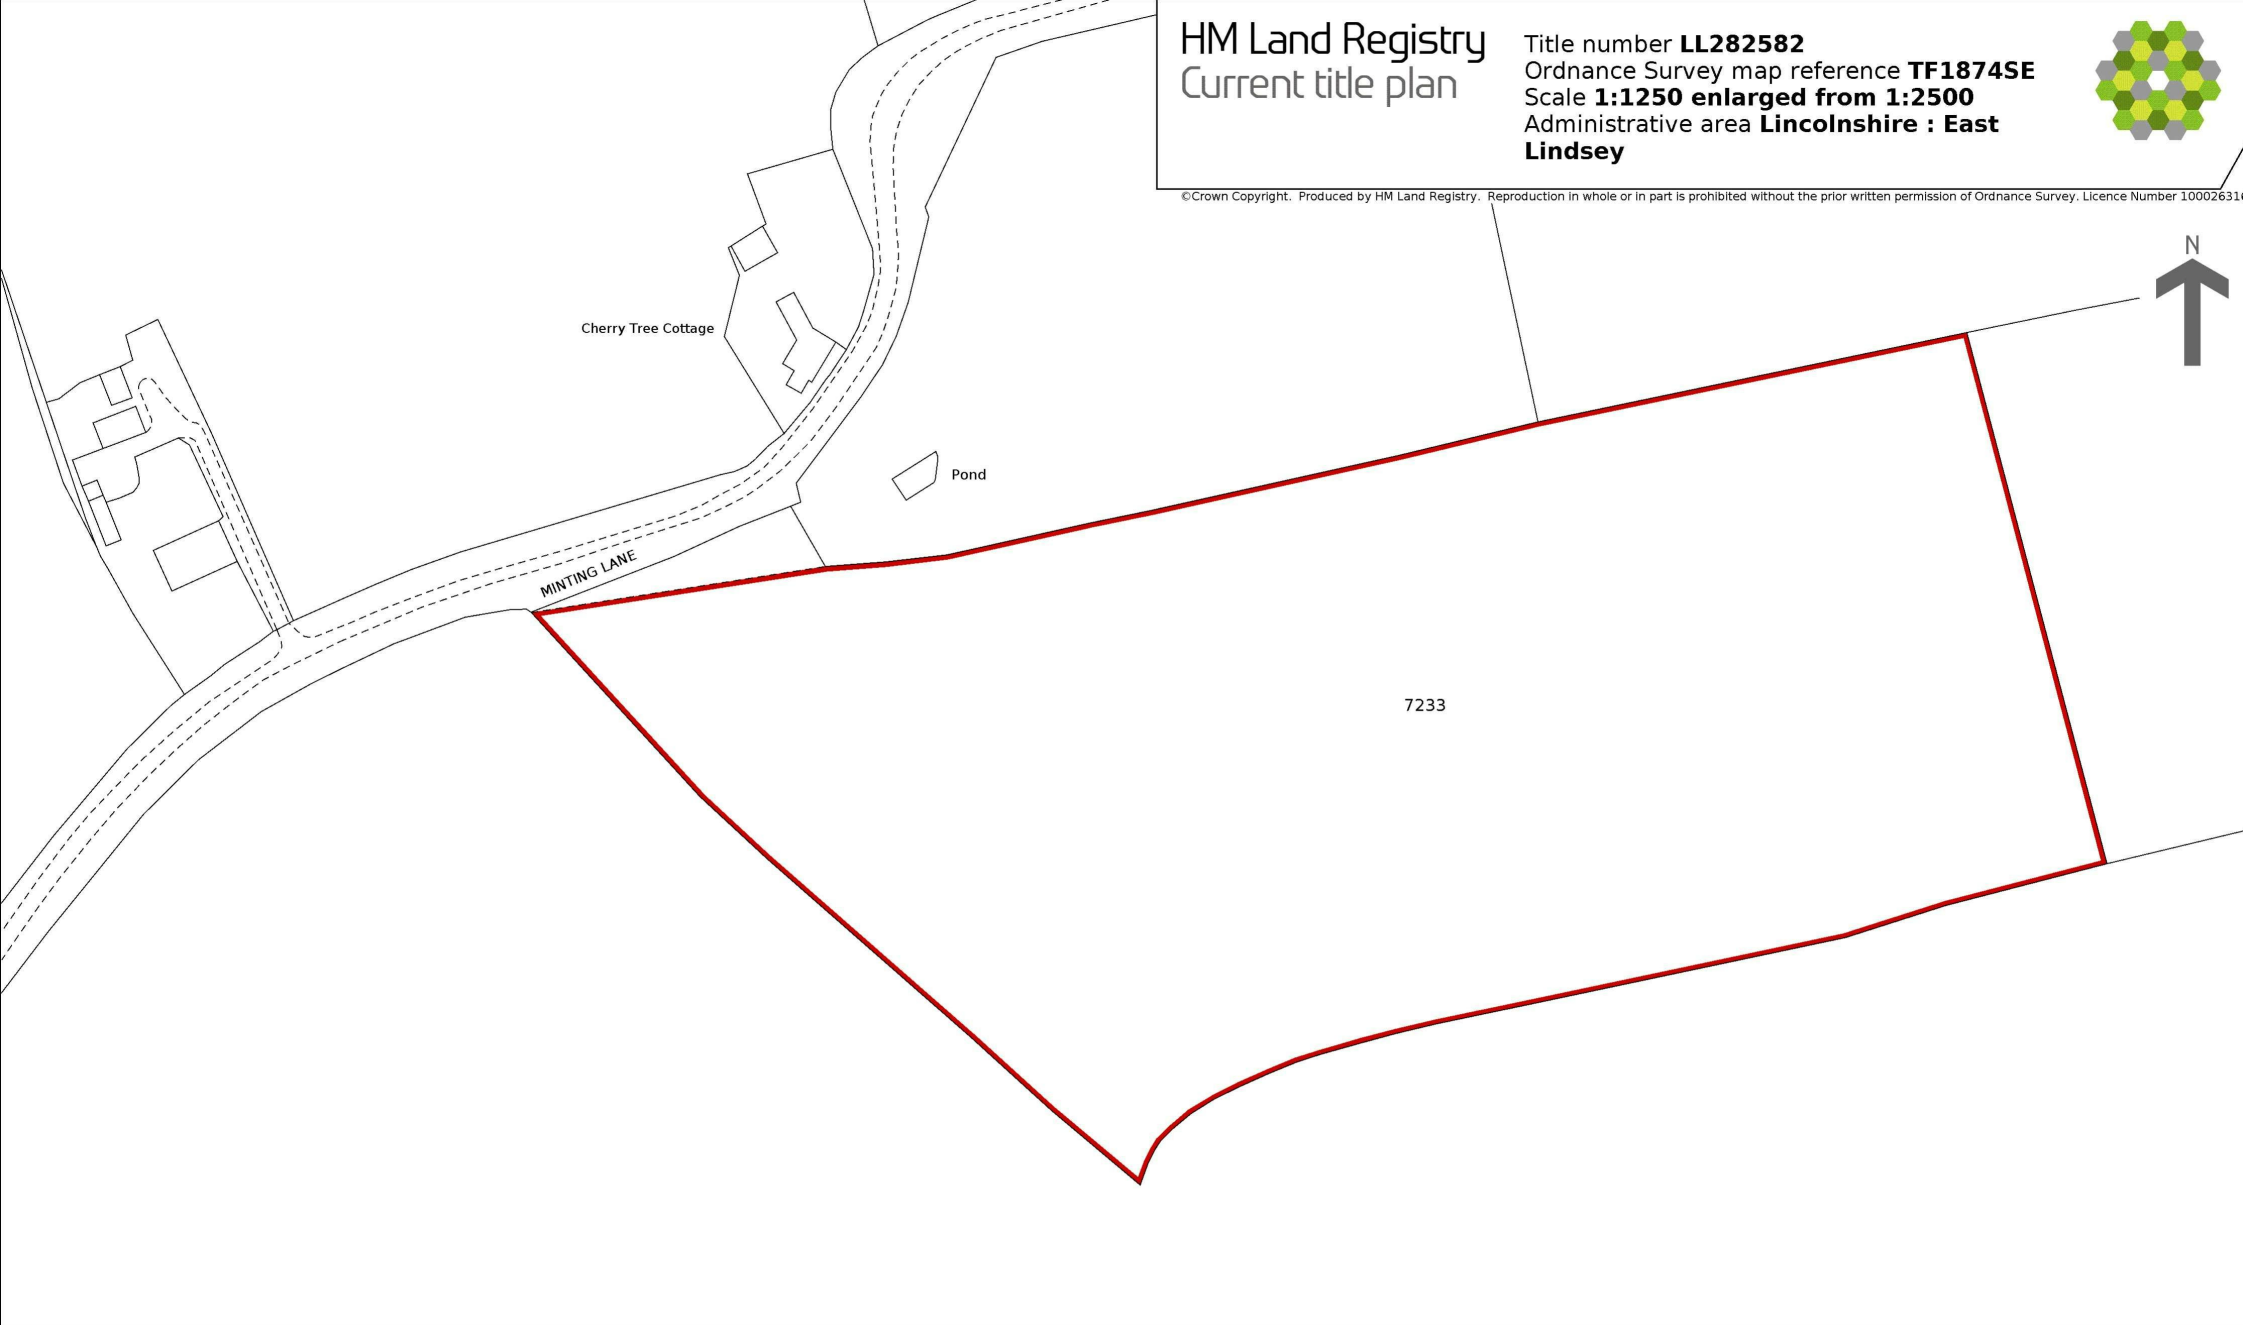 HM Land Registry
Current title plan
Title number LL282582
Ordnance Survey map reference TF1874SE
Scale 1:1250 enlarged from 1:2500
Administrative area Lincolnshire : East
Lindsey
©Crown Copyright. Produced by HM Land Registry. Reproduction in whole or in part is prohibited without the prior written permission of Ordnance Survey. Licence Number 100026316
N
Cherry Tree Cottage
Pond
MINTING LANE
7233